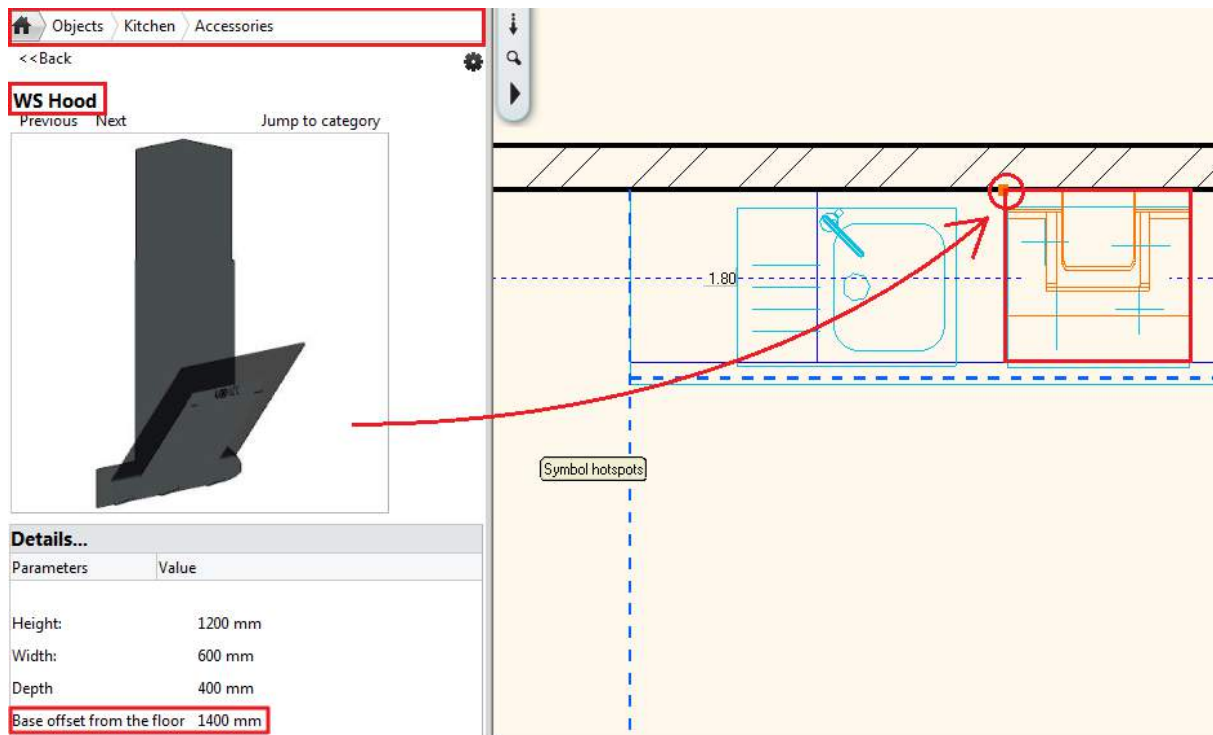 Objects Kitchen Accessories
<<Back
WS Hood
Previous Next Jump to category
Details...
Parameters Value
Height: 1200 mm
Width: 600 mm
Depth 400 mm
Base offset from the floor 1400 mm
1.80
Symbol hotspots